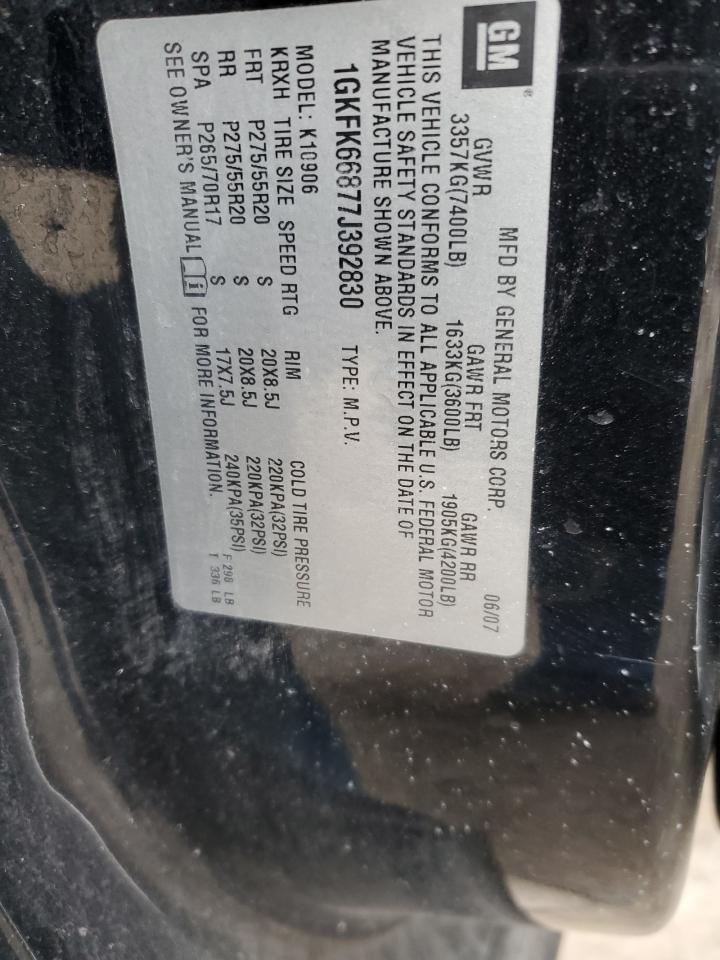 GM ®
MFD BY GENERAL MOTORS CORP. 06/07
GVWR GAWR FRT GAWR RR
3357KG(7400LB) 1633KG(3600LB) 1905KG(4200LB)
THIS VEHICLE CONFORMS TO ALL APPLICABLE U.S. FEDERAL MOTOR
VEHICLE SAFETY STANDARDS IN EFFECT ON THE DATE OF
MANUFACTURE SHOWN ABOVE.
1GKFK66877J392830 TYPE: M.P.V.
MODEL: K10906
KRXH TIRE SIZE SPEED RTG RIM COLD TIRE PRESSURE
FRT P275/55R20 S 20X8.5J 220KPA(32PSI)
RR P275/55R20 S 20X8.5J 220KPA(32PSI)
SPA P265/70R17 S 17X7.5J 240KPA(35PSI)
SEE OWNER'S MANUAL i FOR MORE INFORMATION.
F 298 LB
T 336 LB